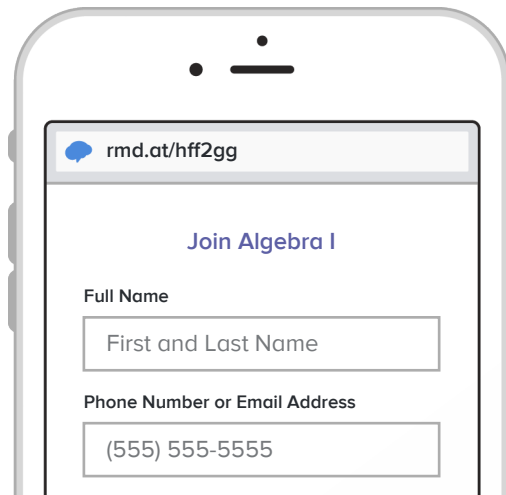 rmd.at/hff2gg
Join Algebra I
Full Name
First and Last Name
Phone Number or Email Address
(555) 555-5555